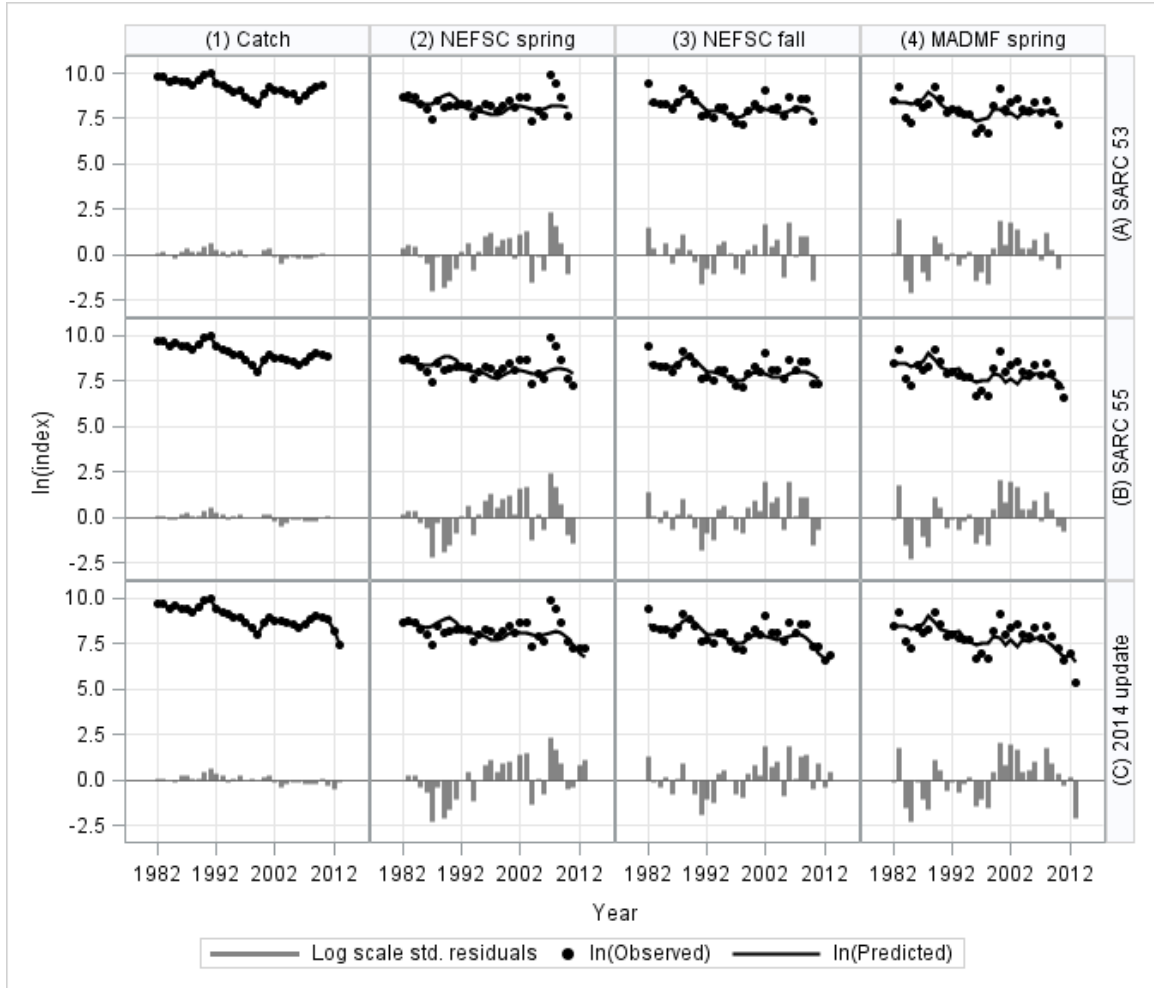 (1) Catch (2) NEFSC spring (3) NEFSC fall (4) MADMF spring
10.0
7.5
5.0
2.5
0.0
-2.5
(A) SARC 53
10.0
7.5
5.0
2.5
0.0
-2.5
(B) SARC 55
ln(index)
10.0
7.5
5.0
2.5
0.0
-2.5
(C) 2014 update
1982 1992 2002 2012 1982 1992 2002 2012 1982 1992 2002 2012 1982 1992 2002 2012
Year
Log scale std. residuals ln(Observed) ln(Predicted)